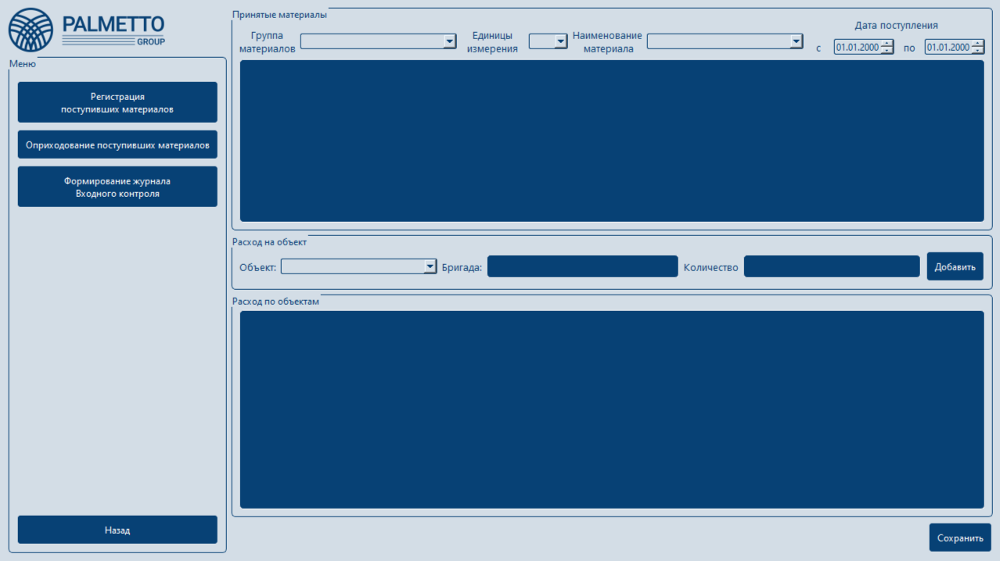 PALMETTO
GROUP
Меню
Регистрация
поступивших материалов
Оприходование поступивших материалов
Формирование журнала
Входного контроля
Назад
Принятые материалы
Группа
материалов
Единицы
измерения
Наименование
материала
Дата поступления
с 01.01.2000 по 01.01.2000
Расход на объект
Объект: Бригада: Количество Добавить
Расход по объектам
Сохранить